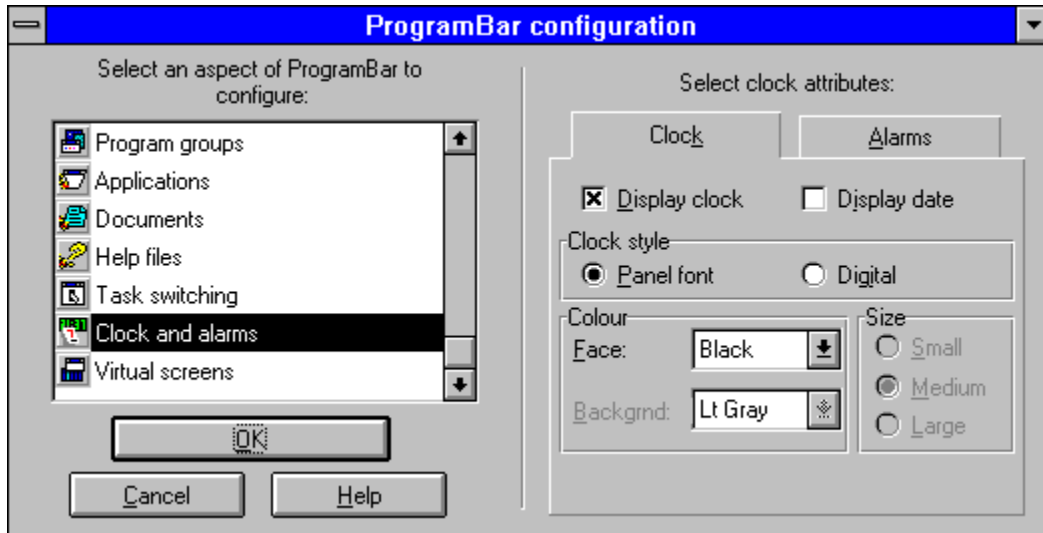 ProgramBar configuration
Select an aspect of ProgramBar to
configure:
Program groups
Applications
Documents
Help files
Task switching
Clock and alarms
Virtual screens
OK
Cancel
Help
Select clock attributes:
Clock
Alarms
Display clock
Display date
Clock style
Panel font
Digital
Colour
Face:
Black
Backgrnd:
Lt Gray
Size
Small
Medium
Large